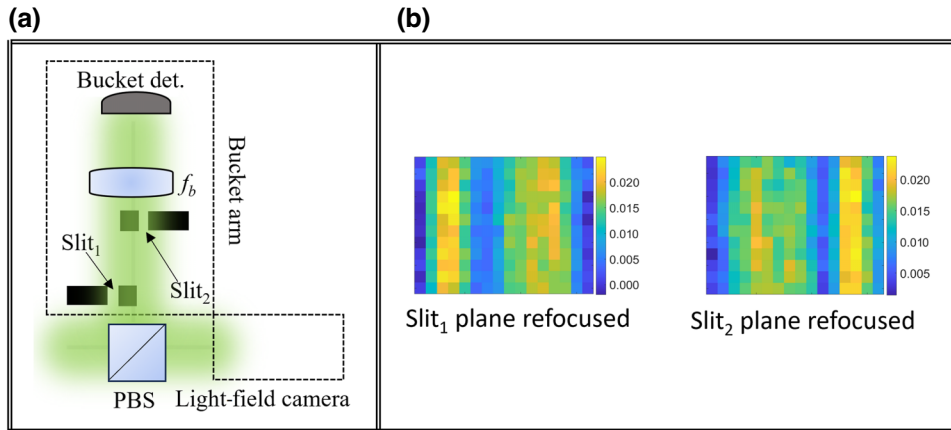 (a)
(b)
Bucket det.
Bucket arm
f_b
Slit₁
Slit₂
PBS
Light-field camera
0.020
0.015
0.010
0.005
0.000
Slit₁ plane refocused
0.020
0.015
0.010
0.005
Slit₂ plane refocused